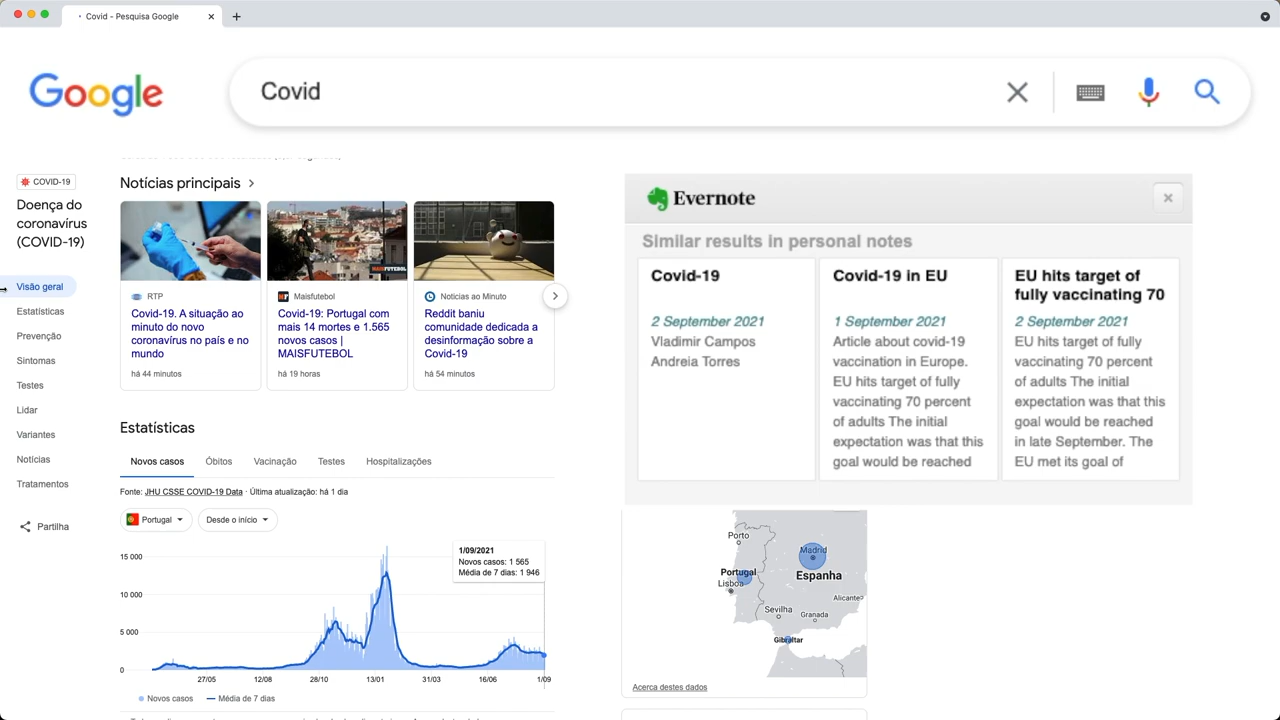 Covid - Pesquisa Google
Google
Covid
COVID-19
Doença do
coronavírus
(COVID-19)
Visão geral
Estatísticas
Prevenção
Sintomas
Testes
Lidar
Variantes
Notícias
Tratamentos
Partilha
Notícias principais
RTP
Covid-19. A situação ao
minuto do novo
coronavírus no país e no
mundo
há 44 minutos
MAISFUTEBOL
Maisfutebol
Covid-19: Portugal com
mais 14 mortes e 1.565
novos casos |
MAISFUTEBOL
há 19 horas
Noticias ao Minuto
Reddit baniu
comunidade dedicada a
desinformação sobre a
Covid-19
há 54 minutos
Estatísticas
Novos casos Óbitos Vacinação Testes Hospitalizações
Fonte: JHU CSSE COVID-19 Data · Última atualização: há 1 dia
Portugal Desde o início
1/09/2021
Novos casos: 1 565
Média de 7 dias: 1 946
15 000
10 000
5 000
0
27/05 12/08 28/10 13/01 31/03 16/06 1/09
Novos casos Média de 7 dias
Evernote
Similar results in personal notes
Covid-19
2 September 2021
Vladimir Campos
Andreia Torres
Covid-19 in EU
1 September 2021
Article about covid-19
vaccination in Europe.
EU hits target of fully
vaccinating 70 percent
of adults The initial
expectation was that this
goal would be reached
EU hits target of
fully vaccinating 70
2 September 2021
EU hits target of fully
vaccinating 70 percent
of adults The initial
expectation was that this
goal would be reached
in late September. The
EU met its goal of
Porto
Madrid
Portugal
Espanha
Lisboa
Alicante
Sevilha
Granada
Gibraltar
Acerca destes dados